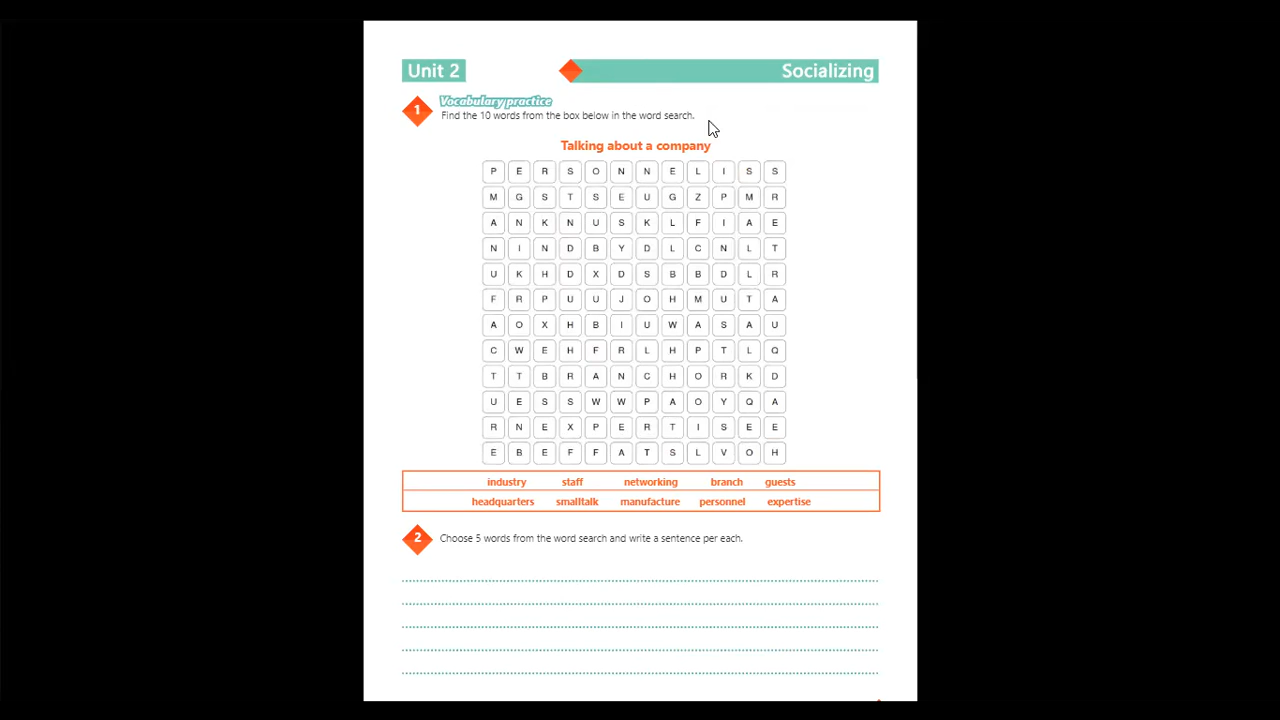 Unit 2
Socializing
1
Vocabulary practice
Find the 10 words from the box below in the word search.
Talking about a company
P E R S O N N E L I S S
M G S T S E U G Z P M R
A N K N U S K L F I A E
N I N D B Y D L C N L T
U K H D X D S B B D L R
F R P U U J O H M U T A
A O X H B I U W A S A U
C W E H F R L H P T L Q
T T B R A N C H O R K D
U E S S W W P A O Y Q A
R N E X P E R T I S E E
E B E F F A T S L V O H
industry staff networking branch guests
headquarters smalltalk manufacture personnel expertise
2
Choose 5 words from the word search and write a sentence per each.